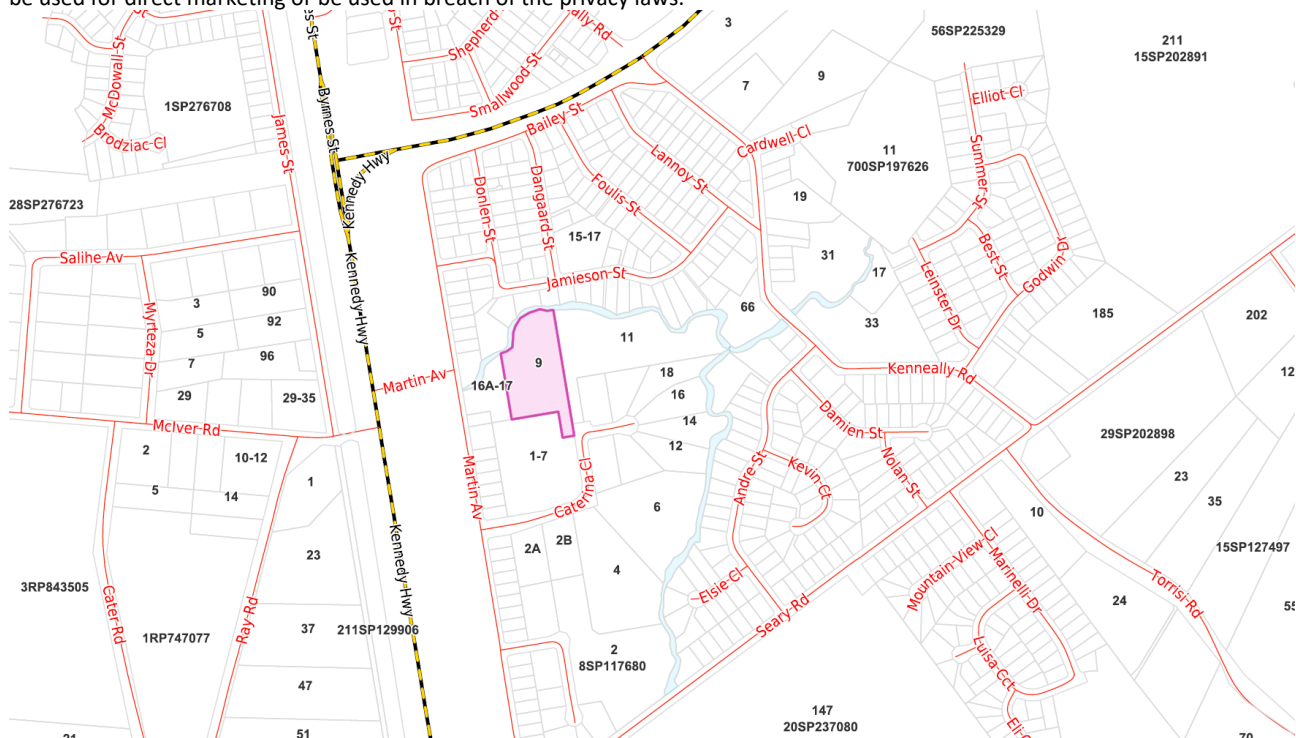 be used for direct marketing or be used in breach of the privacy laws.
3
56SP225329
211
15SP202891
McDowall-St
1SP276708
Brodziac-Cl
James-St
Byrnes-St
Kennedy-Hwy
Shepherd
Smallwood-St
ally-Rd
Bailey-St
7
9
Cardwell-Cl
11
700SP197626
Elliot-Cl
Summer-St
28SP276723
Salihe-Av
Donlen-St
Dangaard-St
Foulis-St
Lannoy-St
15-17
Jamieson-St
19
31
17
33
66
Leinster-Dr
Best-St
Godwin-Dr
185
202
12
3
90
5
92
7
96
29
29-35
Myrteza-Dr
Kennedy-Hwy
Martin-Av
16A-17
9
11
18
16
14
12
Kenneally-Rd
McIver-Rd
2
10-12
5
14
1
23
Martin-Av
1-7
Caterina-Cl
6
Damien-St
Nolan-St
Kevin-Ct
Andre-St
29SP202898
23
35
15SP127497
10
2A
2B
4
Kennedy-Hwy
3RP843505
Cater-Rd
1RP747077
Ray-Rd
37
211SP129906
47
51
Elsie-Cl
Seary-Rd
Mountain-View-Cl
Marinelli-Dr
Luisa-Cct
24
Torrisi-Rd
55
2
8SP117680
147
20SP237080
70